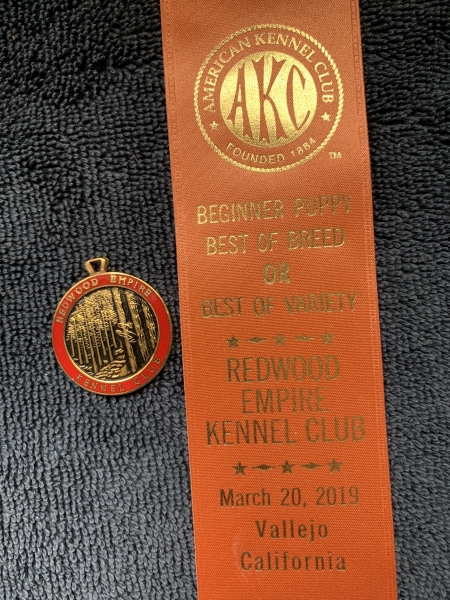 AMERICAN KENNEL CLUB
AKC
FOUNDED 1884
TM
BEGINNER PUPPY
BEST OF BREED
OR
BEST OF VARIETY
REDWOOD
EMPIRE
KENNEL CLUB
March 20, 2019
Vallejo
California
REDWOOD EMPIRE
KENNEL CLUB